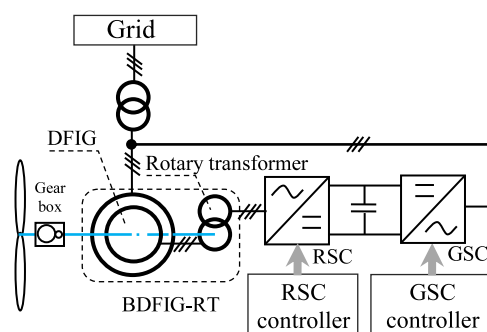 Grid
DFIG
Rotary transformer
Gear
box
RSC
GSC
BDFIG-RT
RSC
controller
GSC
controller